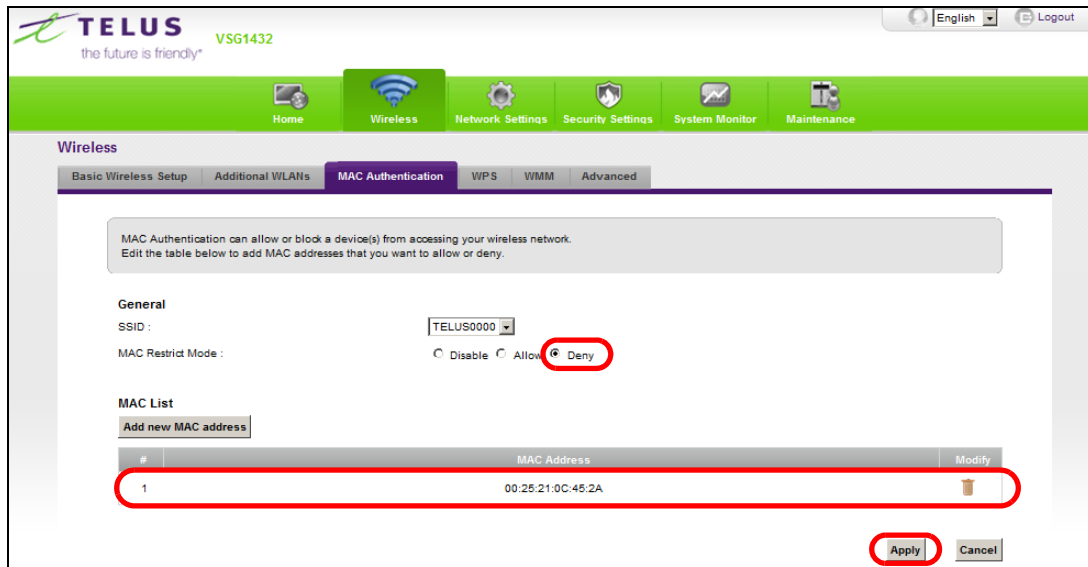 TELUS
the future is friendly*
VSG1432
English
Logout
Home
Wireless
Network Settings
Security Settings
System Monitor
Maintenance
Wireless
Basic Wireless Setup
Additional WLANs
MAC Authentication
WPS
WMM
Advanced
MAC Authentication can allow or block a device(s) from accessing your wireless network.
Edit the table below to add MAC addresses that you want to allow or deny.
General
SSID :
TELUS0000
MAC Restrict Mode :
Disable
Allow
Deny
MAC List
Add new MAC address
# MAC Address Modify
1 00:25:21:0C:45:2A
Apply
Cancel